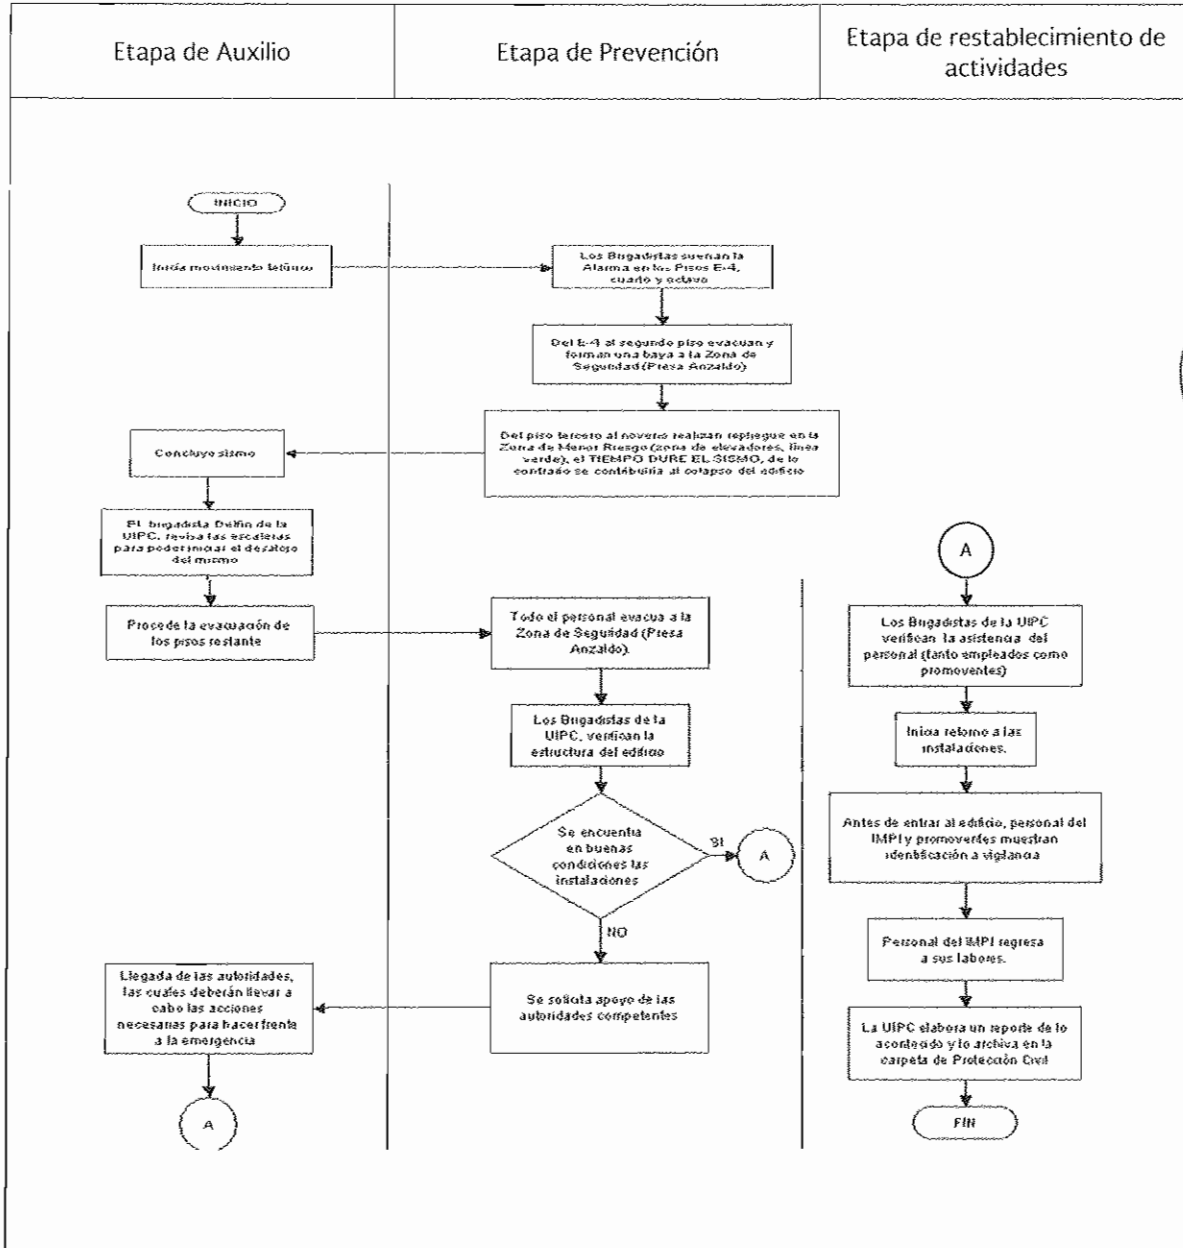 Etapa de Auxilio
Etapa de Prevención
Etapa de restablecimiento de
actividades
INICIO
Inicia movimiento telúrico
Los Brigadistas suenan la
Alarma en los Pisos E-4,
cuarto y octavo
Del E-4 al segundo piso evacuan y
forman una baya a la Zona de
Seguridad (Presa Anzaldo)
Del piso tercero al noveno realizan repliegue en la
Zona de Menor Riesgo (zona de elevadores, linea
verde), el TIEMPO DURE EL SISMO, de lo
contrario se contribuiria al colapso del edificio
Concluyo sismo
El brigadista Delfin de la
UIPC, revisa las escaleras
para poder iniciar el desalojo
del mismo
Procede la evacuación de
los pisos restante
Todo el personal evacua a la
Zona de Seguridad (Presa
Anzaldo).
Los Brigadistas de la
UIPC, verifican la
estructura del edificio
Se encuentra
en buenas
condiciones las
instalaciones
SI
A
NO
Se solicita apoyo de las
autoridades competentes
Llegada de las autoridades,
las cuales deberán llevar a
cabo las acciones
necesarias para hacer frente
a la emergencia
A
A
Los Brigadistas de la UIPC
verifican la asistencia del
personal (tanto empleados como
promoventes)
Inicia retorno a las
instalaciones.
Antes de entrar al edificio, personal del
IMPI y promoventes muestran
identificación a vigilancia
Personal del IMPI regresa
a sus labores.
La UIPC elabora un reporte de lo
acontecido y lo archiva en la
carpeta de Protección Civil
FIN